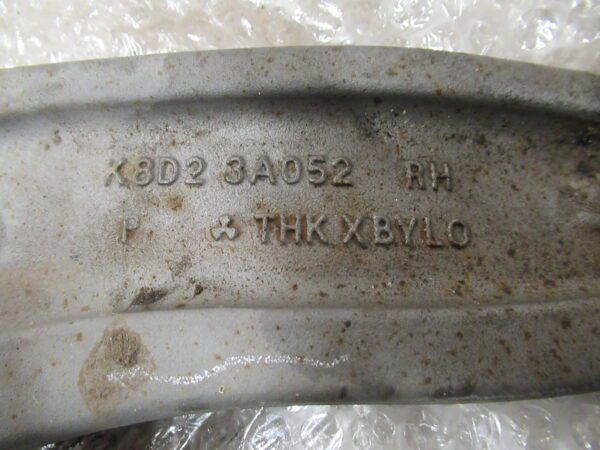 K8D2 3A052 RH
P THK XBYLO